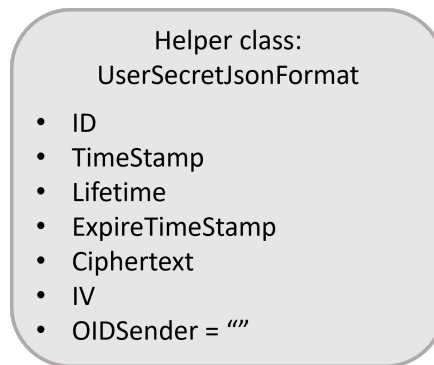 Helper class:
UserSecretJsonFormat
• ID
• TimeStamp
• Lifetime
• ExpireTimeStamp
• Ciphertext
• IV
• OIDSender = “”